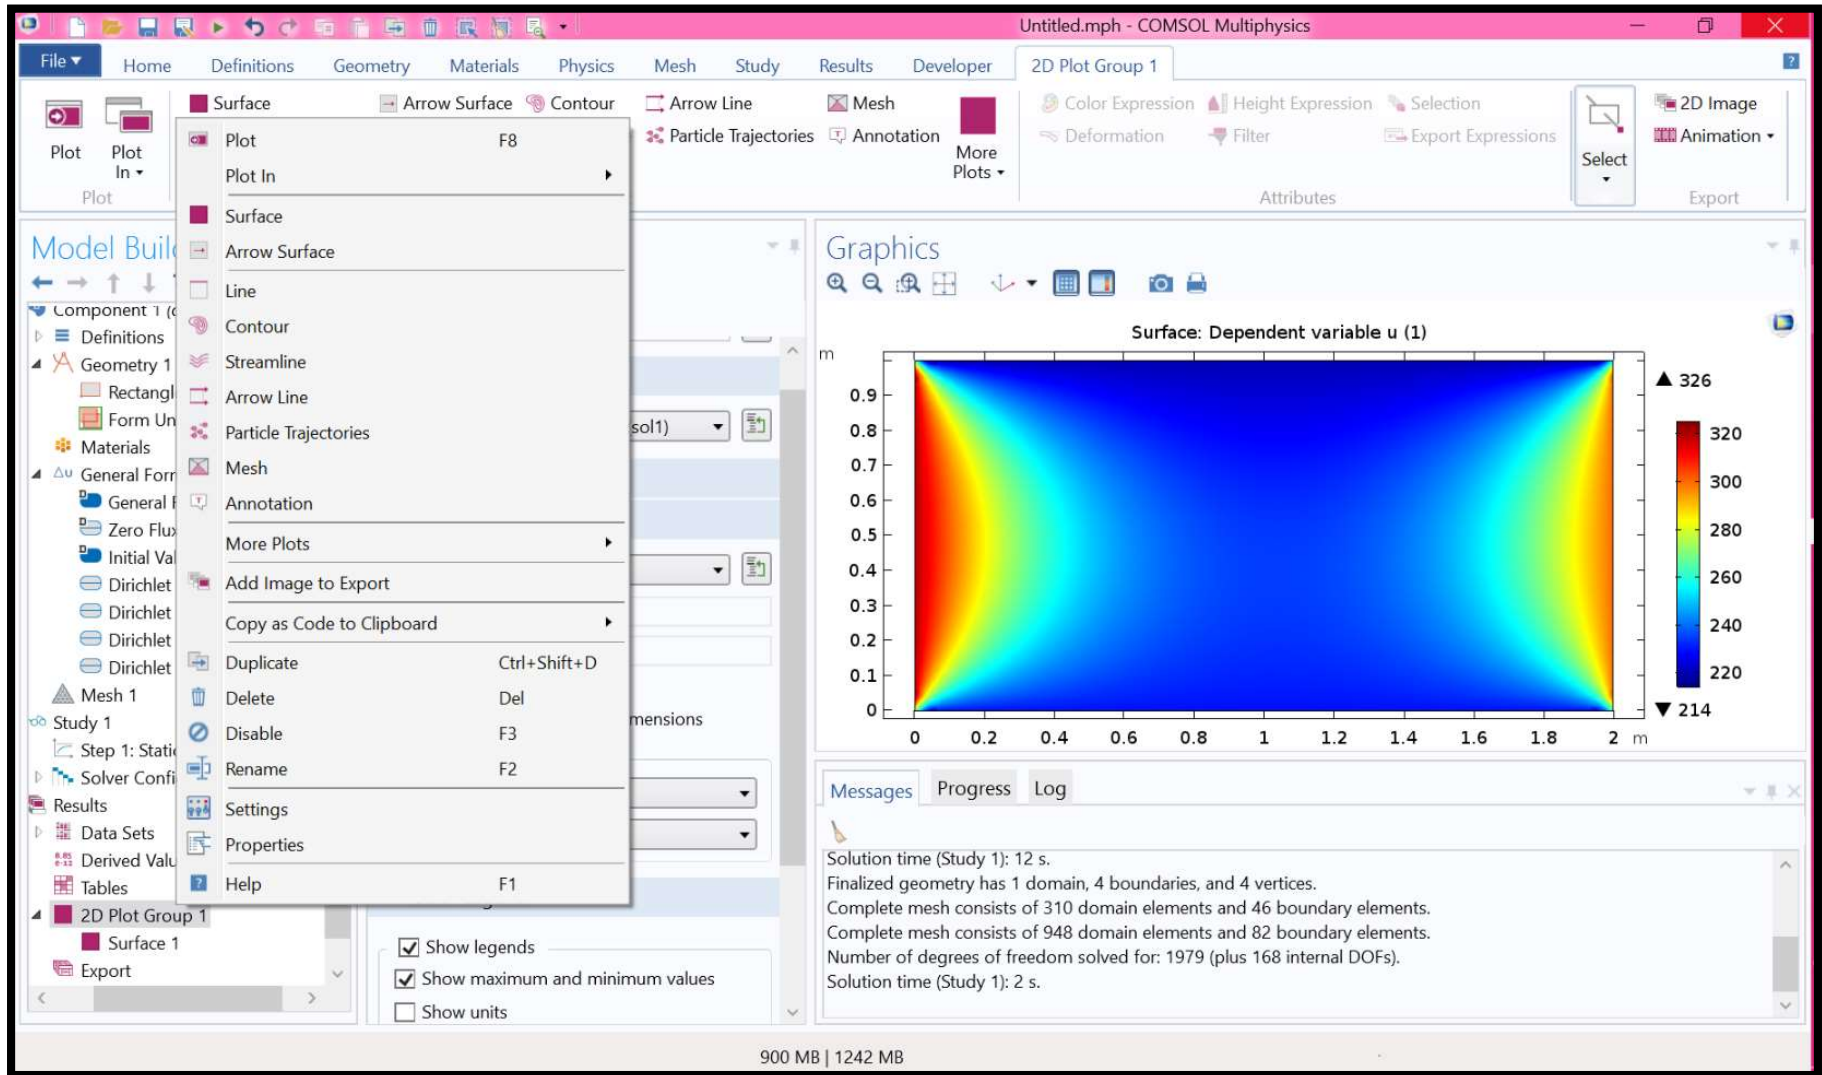 Untitled.mph - COMSOL Multiphysics
File Home Definitions Geometry Materials Physics Mesh Study Results Developer 2D Plot Group 1
Surface Arrow Surface Contour Arrow Line Mesh Color Expression Height Expression Selection 2D Image
Particle Trajectories Annotation Deformation Filter Export Expressions Animation
Plot Plot In More Plots Select
Plot Attributes Export
Plot F8
Plot In
Surface
Arrow Surface
Line
Contour
Streamline
Arrow Line
Particle Trajectories
Mesh
Annotation
More Plots
Add Image to Export
Copy as Code to Clipboard
Duplicate Ctrl+Shift+D
Delete Del
Disable F3
Rename F2
Settings
Properties
Help F1
Model Buil
Component 1 (
Definitions
Geometry 1
Rectangl
Form Un
Materials
Δu General Forr
General
Zero Flux
Initial Val
Dirichlet
Dirichlet
Dirichlet
Dirichlet
Mesh 1
Study 1
Step 1: Static
Solver Confi
Results
Data Sets
8.85
e-12 Derived Valu
Tables
2D Plot Group 1
Surface 1
Export
sol1)
mensions
Show legends
Show maximum and minimum values
Show units
Graphics
Surface: Dependent variable u (1)
m
0.9
0.8
0.7
0.6
0.5
0.4
0.3
0.2
0.1
0
0 0.2 0.4 0.6 0.8 1 1.2 1.4 1.6 1.8 2 m
▲ 326
320
300
280
260
240
220
▼ 214
Messages Progress Log
Solution time (Study 1): 12 s.
Finalized geometry has 1 domain, 4 boundaries, and 4 vertices.
Complete mesh consists of 310 domain elements and 46 boundary elements.
Complete mesh consists of 948 domain elements and 82 boundary elements.
Number of degrees of freedom solved for: 1979 (plus 168 internal DOFs).
Solution time (Study 1): 2 s.
900 MB | 1242 MB